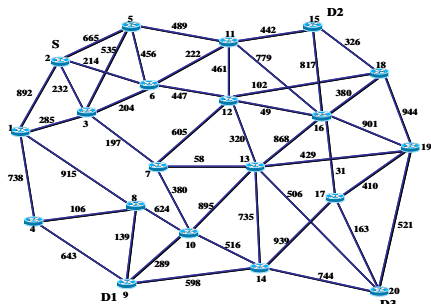 5 489 11 442 15 D2
S 665 326
2 214 535 456 222 779 817 18
461 102 380
892 232 6 447 944
285 204 12 49 16 901
1 3 605 320 868 19
197 429
58 13 31
738 915 7 410
380 506 17
106 8 624 895 735 163 521
4 139 10 939
643 516
289 744
D1 9 598 14 D3 20